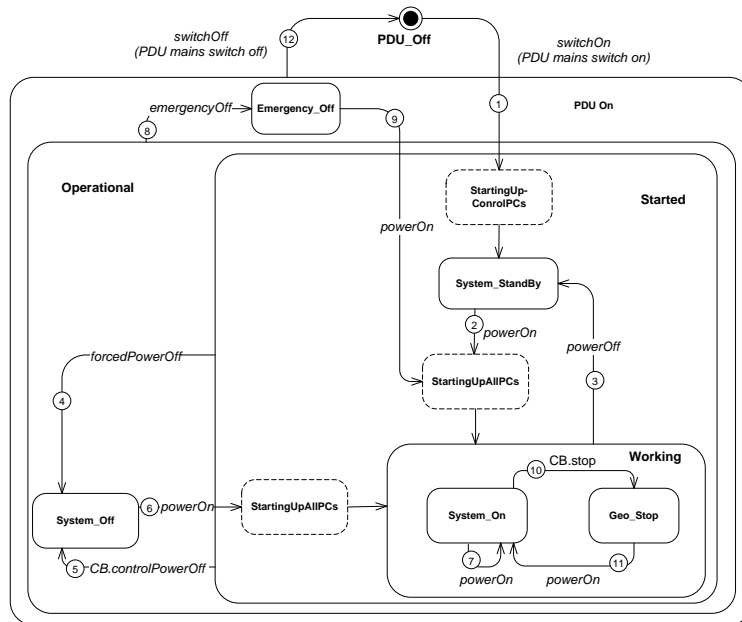 switchOff
(PDU mains switch off)
12
PDU_Off
switchOn
(PDU mains switch on)
1
PDU On
emergencyOff
8
Emergency_Off
9
Operational
Started
StartingUp-
ConrolPCs
powerOn
System_StandBy
2
powerOn
powerOff
3
forcedPowerOff
4
StartingUpAllPCs
Working
10
CB.stop
System_Off
6
powerOn
StartingUpAllPCs
System_On
Geo_Stop
5
CB.controlPowerOff
7
powerOn
powerOn
11